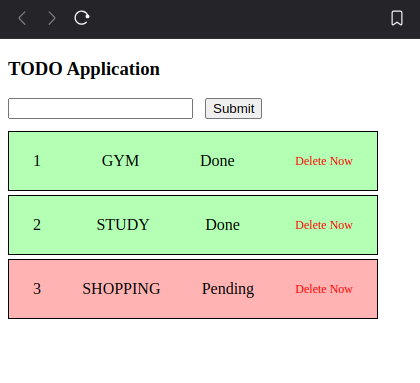 TODO Application
Submit
1 GYM Done Delete Now
2 STUDY Done Delete Now
3 SHOPPING Pending Delete Now